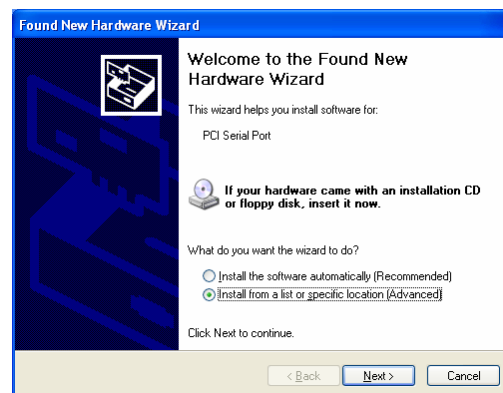 Found New Hardware Wizard
Welcome to the Found New
Hardware Wizard
This wizard helps you install software for:
PCI Serial Port
If your hardware came with an installation CD
or floppy disk, insert it now.
What do you want the wizard to do?
Install the software automatically (Recommended)
Install from a list or specific location (Advanced)
Click Next to continue.
< Back Next > Cancel